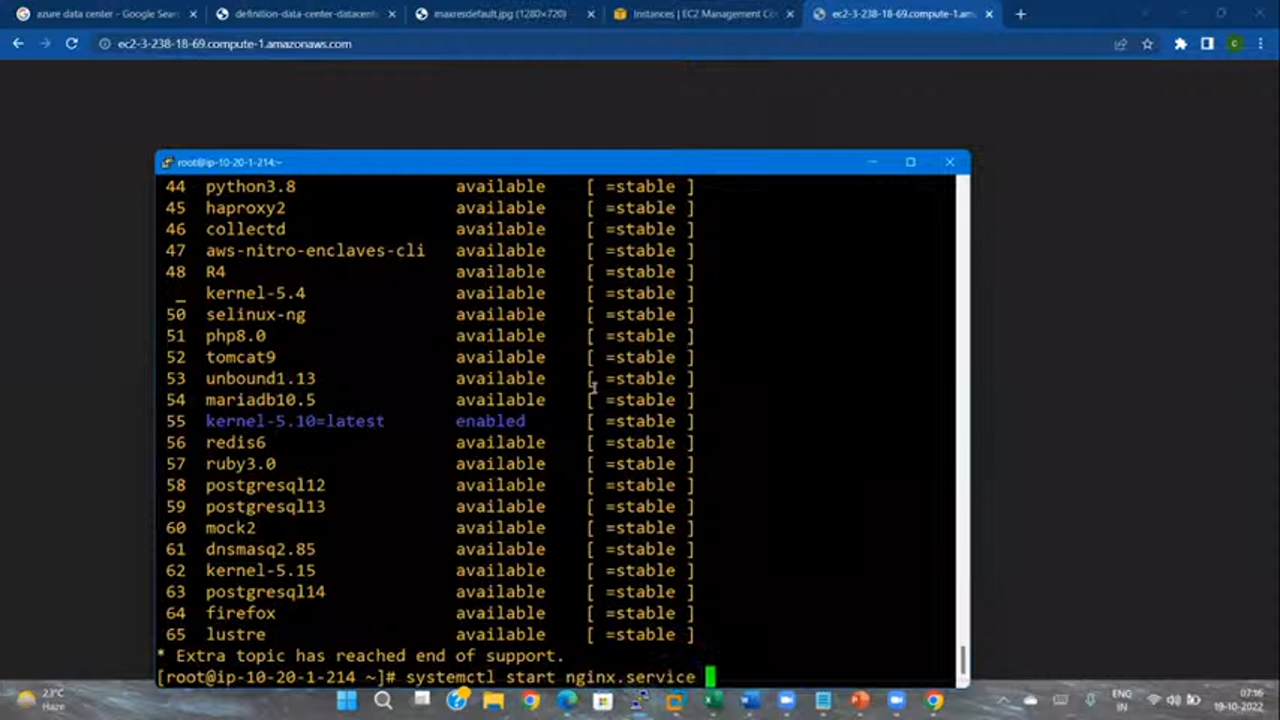 azure data center - Google Sear
definition-data-center-datacent
maxresdefault.jpg (1280×720)
Instances | EC2 Management Co
ec2-3-238-18-69.compute-1.ama
ec2-3-238-18-69.compute-1.amazonaws.com
root@ip-10-20-1-214:~
44 python3.8 available [ =stable ]
45 haproxy2 available [ =stable ]
46 collectd available [ =stable ]
47 aws-nitro-enclaves-cli available [ =stable ]
48 R4 available [ =stable ]
_ kernel-5.4 available [ =stable ]
50 selinux-ng available [ =stable ]
51 php8.0 available [ =stable ]
52 tomcat9 available [ =stable ]
53 unbound1.13 available [ =stable ]
54 mariadb10.5 available [ =stable ]
55 kernel-5.10=latest enabled [ =stable ]
56 redis6 available [ =stable ]
57 ruby3.0 available [ =stable ]
58 postgresql12 available [ =stable ]
59 postgresql13 available [ =stable ]
60 mock2 available [ =stable ]
61 dnsmasq2.85 available [ =stable ]
62 kernel-5.15 available [ =stable ]
63 postgresql14 available [ =stable ]
64 firefox available [ =stable ]
65 lustre available [ =stable ]
* Extra topic has reached end of support.
[root@ip-10-20-1-214 ~]# systemctl start nginx.service
23°C
Haze
ENG
IN
07:16
19-10-2022